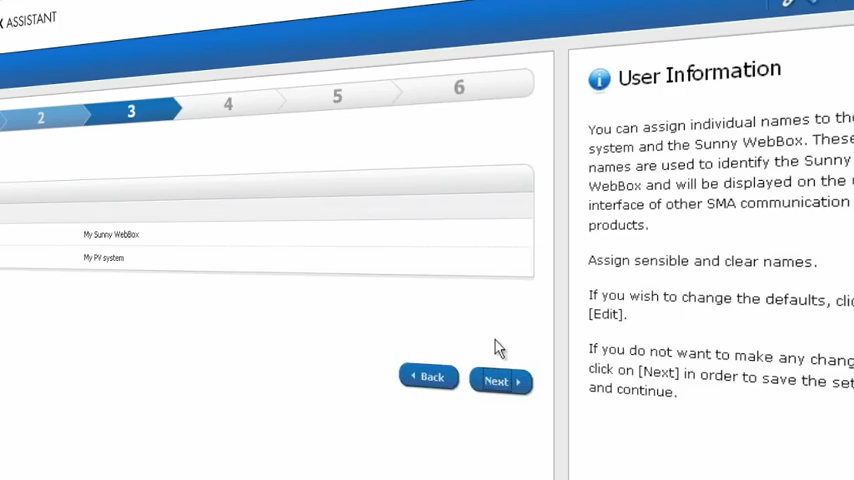 ASSISTANT
2 3 4 5 6
My Sunny WebBox
My PV system
Back Next
User Information
You can assign individual names to the
system and the Sunny WebBox. These
names are used to identify the Sunny
WebBox and will be displayed on the
interface of other SMA communication
products.
Assign sensible and clear names.
If you wish to change the defaults,
[Edit].
If you do not want to make any
click on [Next] in order to save the
and continue.